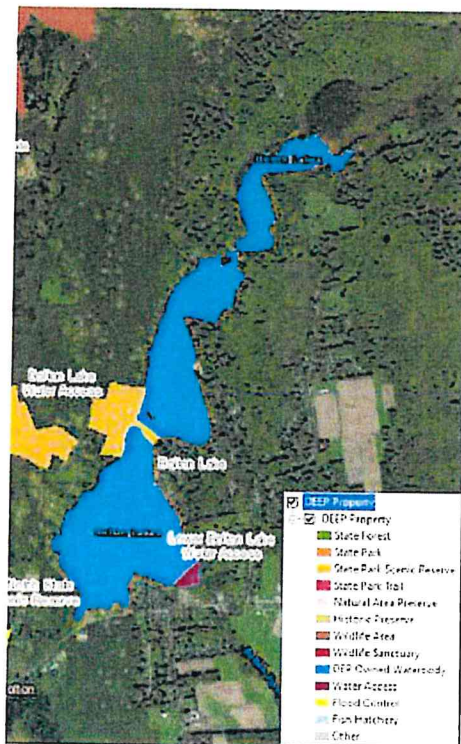 Bolton Lake
Water Access
Bolton Lake
Lower Bolton Lake
Water Access
DEEP Property
DEEP Property
State Forest
State Park
State Park Scenic Reserve
State Park Trail
Natural Area Preserve
Historic Preserve
Wildlife Area
Wildlife Sanctuary
DEP Owned Waterbody
Water Access
Flood Control
Fish Hatchery
Other